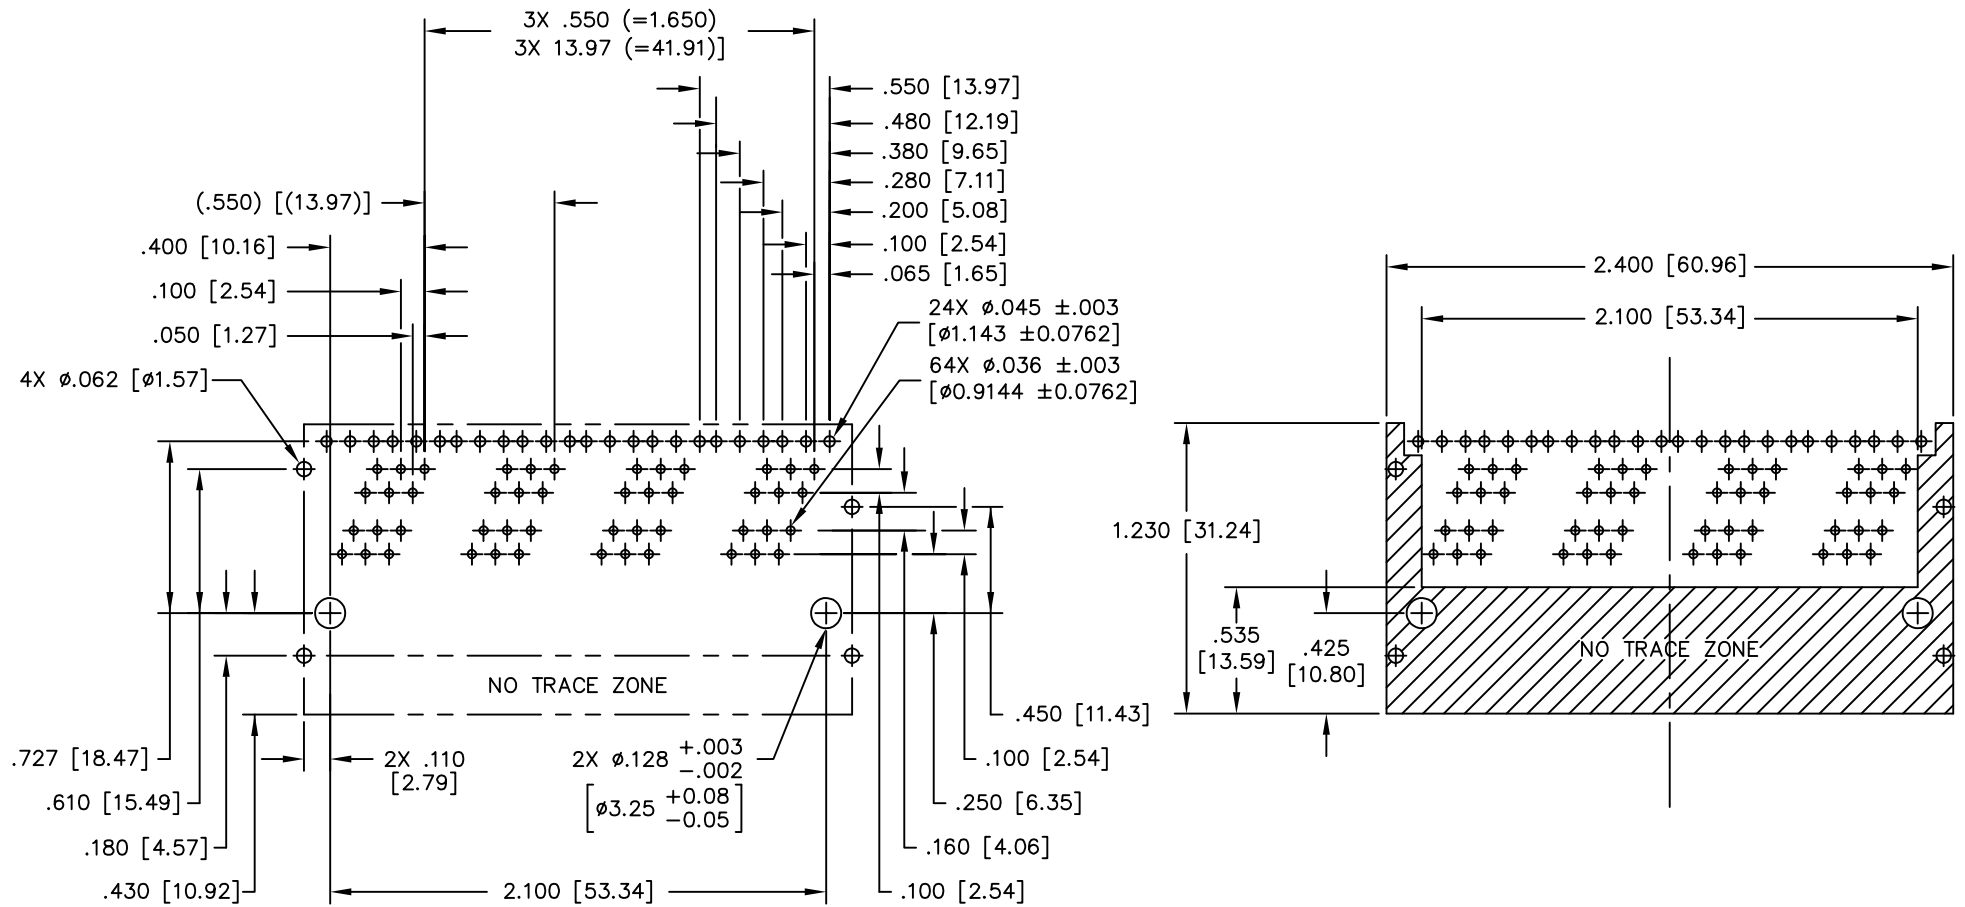 3X .550 (=1.650)
3X 13.97 (=41.91)]
.550 [13.97]
.480 [12.19]
.380 [9.65]
.280 [7.11]
(.550) [(13.97)]
.200 [5.08]
.400 [10.16]
.100 [2.54]
.065 [1.65]
.100 [2.54]
.050 [1.27]
24X ø.045 ±.003
[ø1.143 ±0.0762]
64X ø.036 ±.003
[ø0.9144 ±0.0762]
4X ø.062 [ø1.57]
NO TRACE ZONE
.450 [11.43]
.727 [18.47]
2X .110
[2.79]
2X ø.128 +.003
-.002
[ø3.25 +0.08
-0.05]
.100 [2.54]
.610 [15.49]
.250 [6.35]
.180 [4.57]
.160 [4.06]
.430 [10.92]
2.100 [53.34]
.100 [2.54]
2.400 [60.96]
2.100 [53.34]
1.230 [31.24]
.535
[13.59]
.425
[10.80]
NO TRACE ZONE